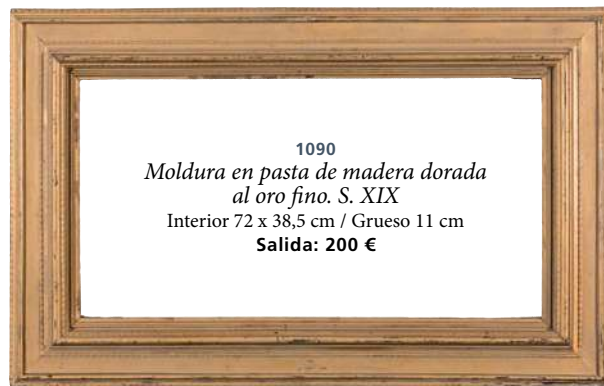 1090
Moldura en pasta de madera dorada
al oro fino. S. XIX
Interior 72 x 38,5 cm / Grueso 11 cm
Salida: 200 €